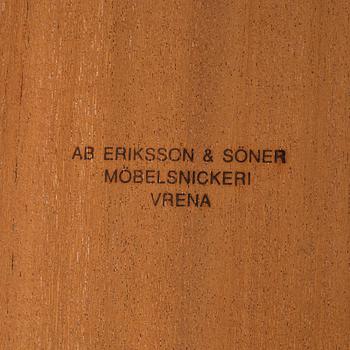 AB ERIKSSON & SÖNER
MÖBELSNICKERI
VRENA